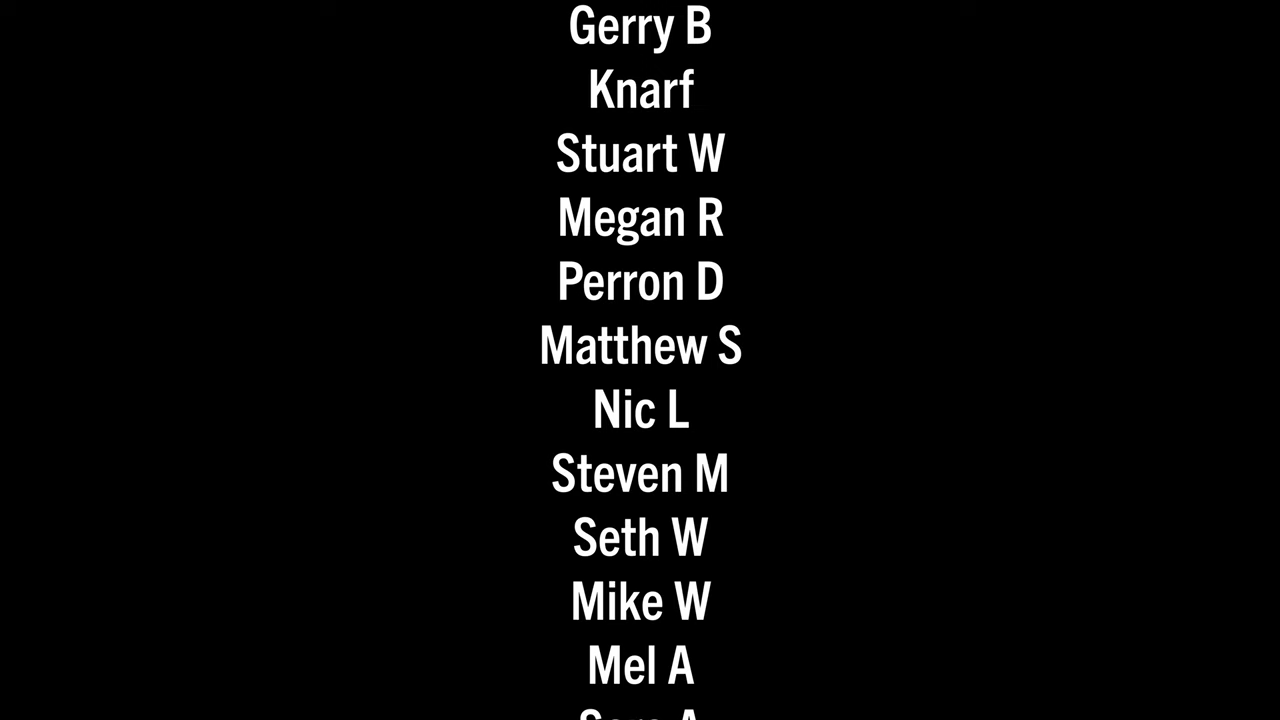 Gerry B
Knarf
Stuart W
Megan R
Perron D
Matthew S
Nic L
Steven M
Seth W
Mike W
Mel A